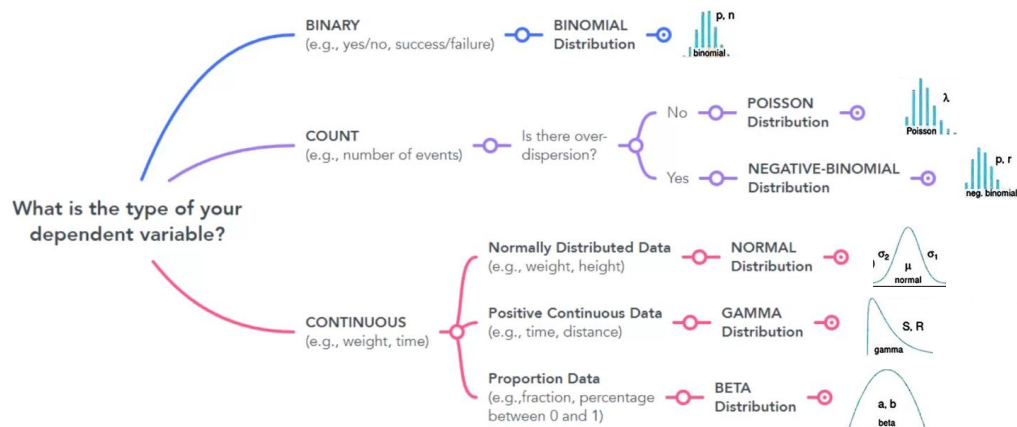 What is the type of your
dependent variable?
BINARY
(e.g., yes/no, success/failure)
BINOMIAL
Distribution
p, n
binomial
COUNT
(e.g., number of events)
Is there over-
dispersion?
No
POISSON
Distribution
λ
Poisson
Yes
NEGATIVE-BINOMIAL
Distribution
p, r
neg. binomial
CONTINUOUS
(e.g., weight, time)
Normally Distributed Data
(e.g., weight, height)
NORMAL
Distribution
σ2 σ1
μ
normal
Positive Continuous Data
(e.g., time, distance)
GAMMA
Distribution
S, R
gamma
Proportion Data
(e.g.,fraction, percentage
between 0 and 1)
BETA
Distribution
a, b
beta